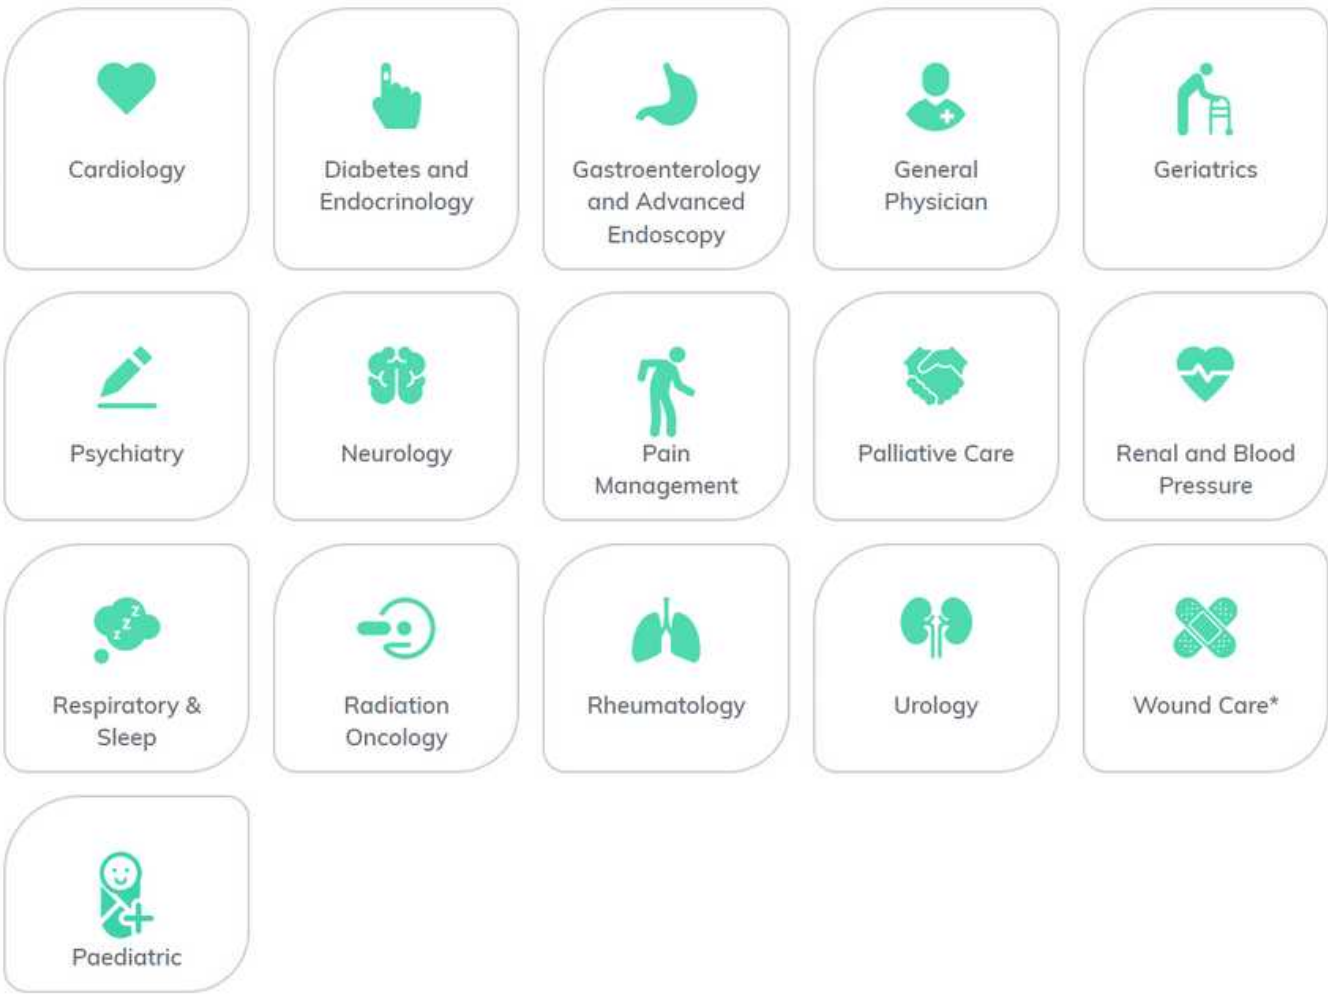 Cardiology
Diabetes and
Endocrinology
Gastroenterology
and Advanced
Endoscopy
General
Physician
Geriatrics
Psychiatry
Neurology
Pain
Management
Palliative Care
Renal and Blood
Pressure
z z z
Respiratory &
Sleep
Radiation
Oncology
Rheumatology
Urology
Wound Care*
Paediatric